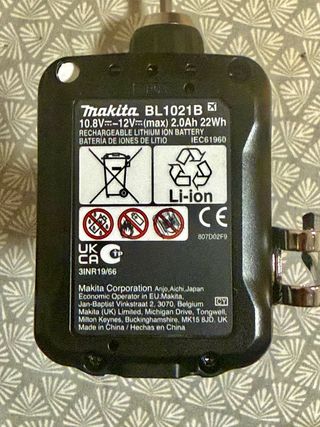 makita BL1021B
10.8V⎓-12V⎓(max) 2.0Ah 22Wh
RECHARGEABLE LITHIUM ION BATTERY
BATERÍA DE IONES DE LITIO IEC61960
Li-ion
CE
807D02F9
UK
CA
3INR19/66
Makita Corporation Anjo, Aichi, Japan
Economic Operator in EU. Makita,
Jan-Baptist Vinkstraat 2, 3070, Belgium
Makita (UK) Limited, Michigan Drive, Tongwell,
Milton Keynes, Buckinghamshire, MK15 8JD, UK
Made in China / Hechas en China